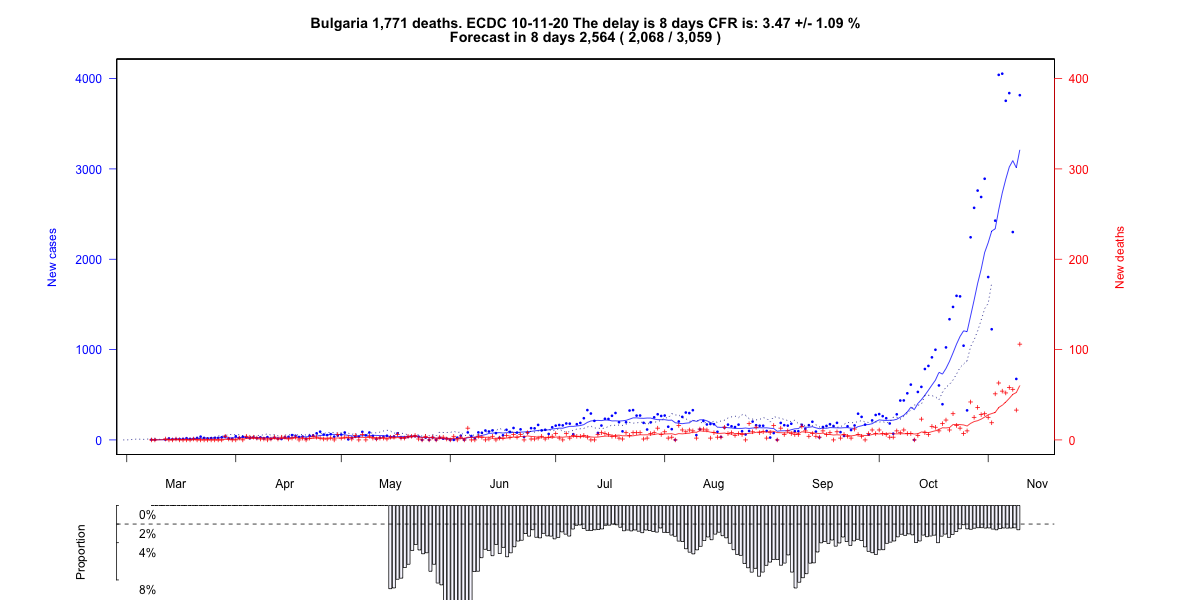 Bulgaria 1,771 deaths. ECDC 10-11-20 The delay is 8 days CFR is: 3.47 +/- 1.09 %
Forecast in 8 days 2,564 ( 2,068 / 3,059 )
4000
3000
2000
1000
0
New cases
400
300
200
100
0
New deaths
Mar Apr May Jun Jul Aug Sep Oct Nov
Proportion
0%
2%
4%
8%